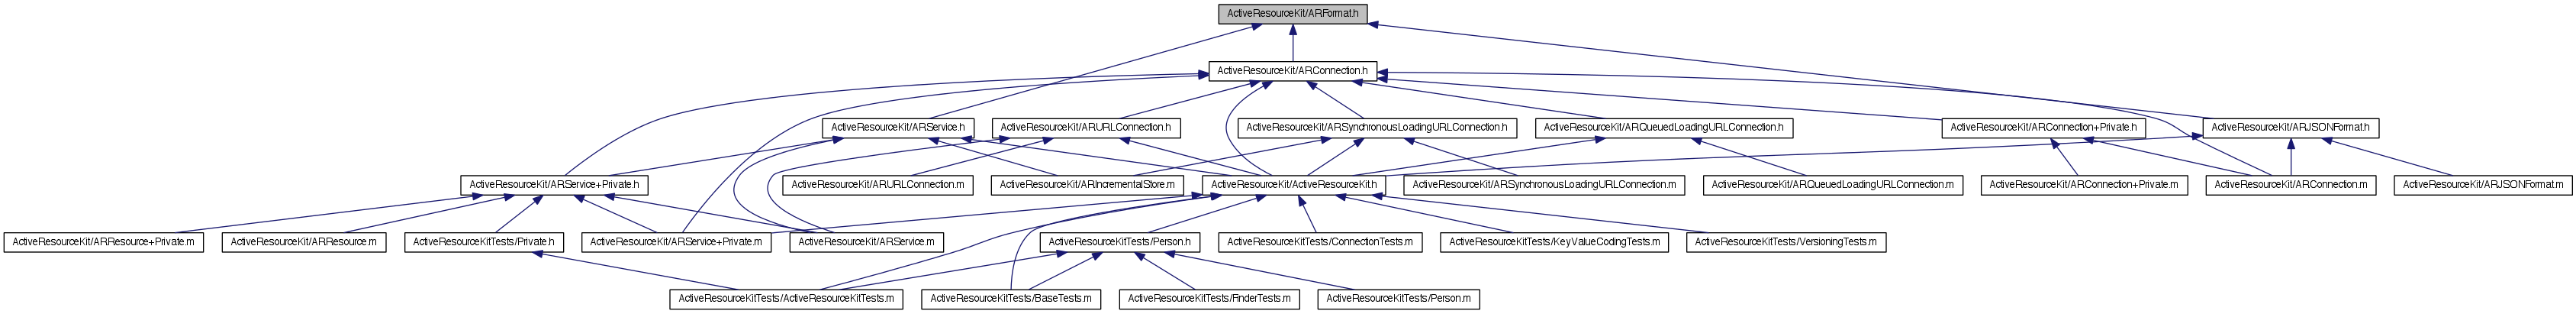 ActiveResourceKit/ARFormat.h
ActiveResourceKit/ARConnection.h
ActiveResourceKit/ARService.h
ActiveResourceKit/ARURLConnection.h
ActiveResourceKit/ARSynchronousLoadingURLConnection.h
ActiveResourceKit/ARQueuedLoadingURLConnection.h
ActiveResourceKit/ARConnection+Private.h
ActiveResourceKit/ARJSONFormat.h
ActiveResourceKit/ARService+Private.h
ActiveResourceKit/ARURLConnection.m
ActiveResourceKit/ARIncrementalStore.m
ActiveResourceKit/ActiveResourceKit.h
ActiveResourceKit/ARSynchronousLoadingURLConnection.m
ActiveResourceKit/ARQueuedLoadingURLConnection.m
ActiveResourceKit/ARConnection+Private.m
ActiveResourceKit/ARConnection.m
ActiveResourceKit/ARJSONFormat.m
ActiveResourceKit/ARResource+Private.m
ActiveResourceKit/ARResource.m
ActiveResourceKitTests/Private.h
ActiveResourceKit/ARService+Private.m
ActiveResourceKit/ARService.m
ActiveResourceKitTests/Person.h
ActiveResourceKitTests/ConnectionTests.m
ActiveResourceKitTests/KeyValueCodingTests.m
ActiveResourceKitTests/VersioningTests.m
ActiveResourceKitTests/ActiveResourceKitTests.m
ActiveResourceKitTests/BaseTests.m
ActiveResourceKitTests/FinderTests.m
ActiveResourceKitTests/Person.m